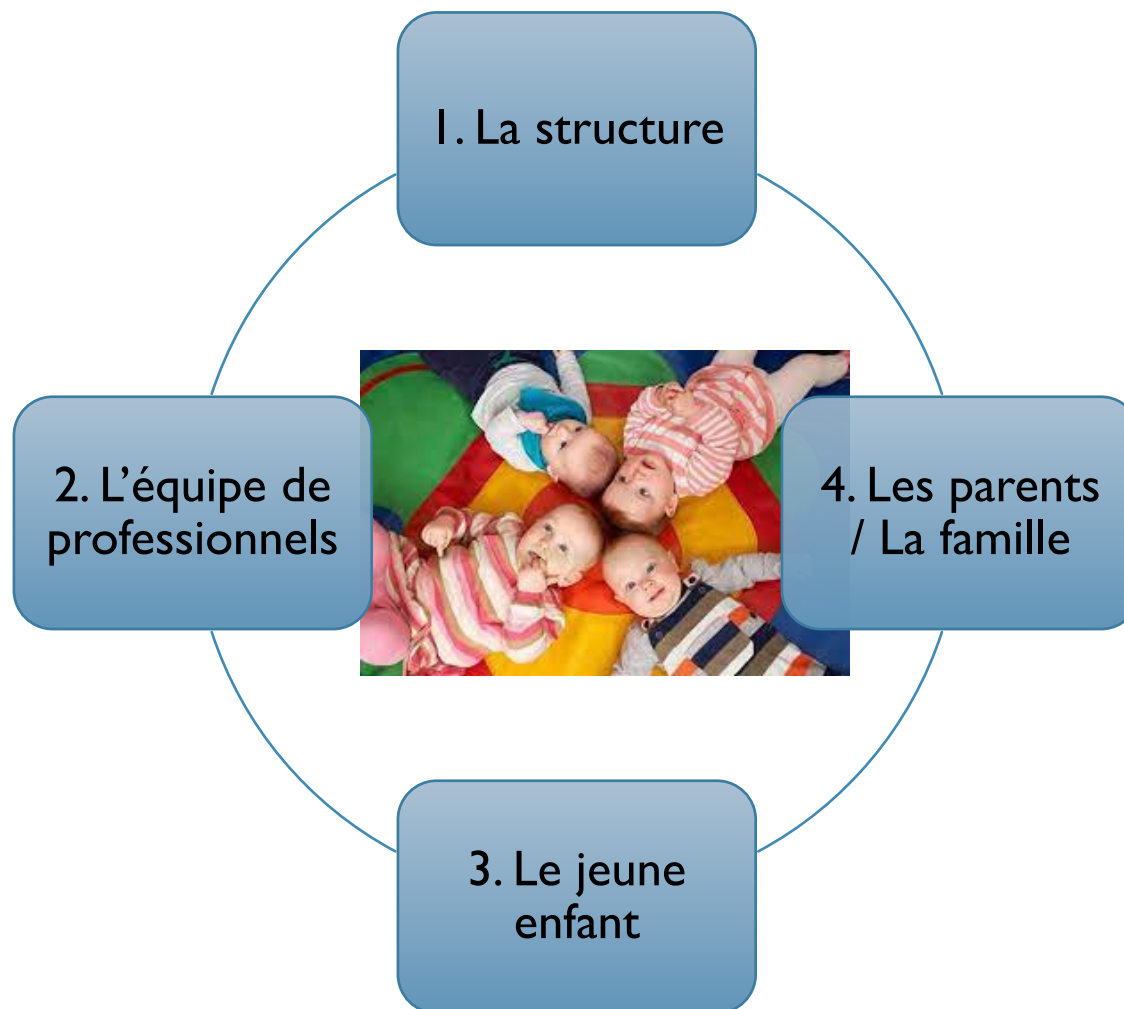 1. La structure
2. L'équipe de
professionnels
4. Les parents
/ La famille
3. Le jeune
enfant